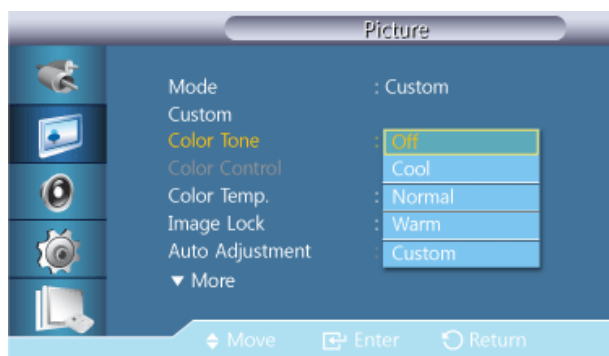 Picture
Mode : Custom
Custom
Color Tone : Off
Color Control Cool
Color Temp. : Normal
Image Lock : Warm
Auto Adjustment : Custom
▼ More
Move Enter Return